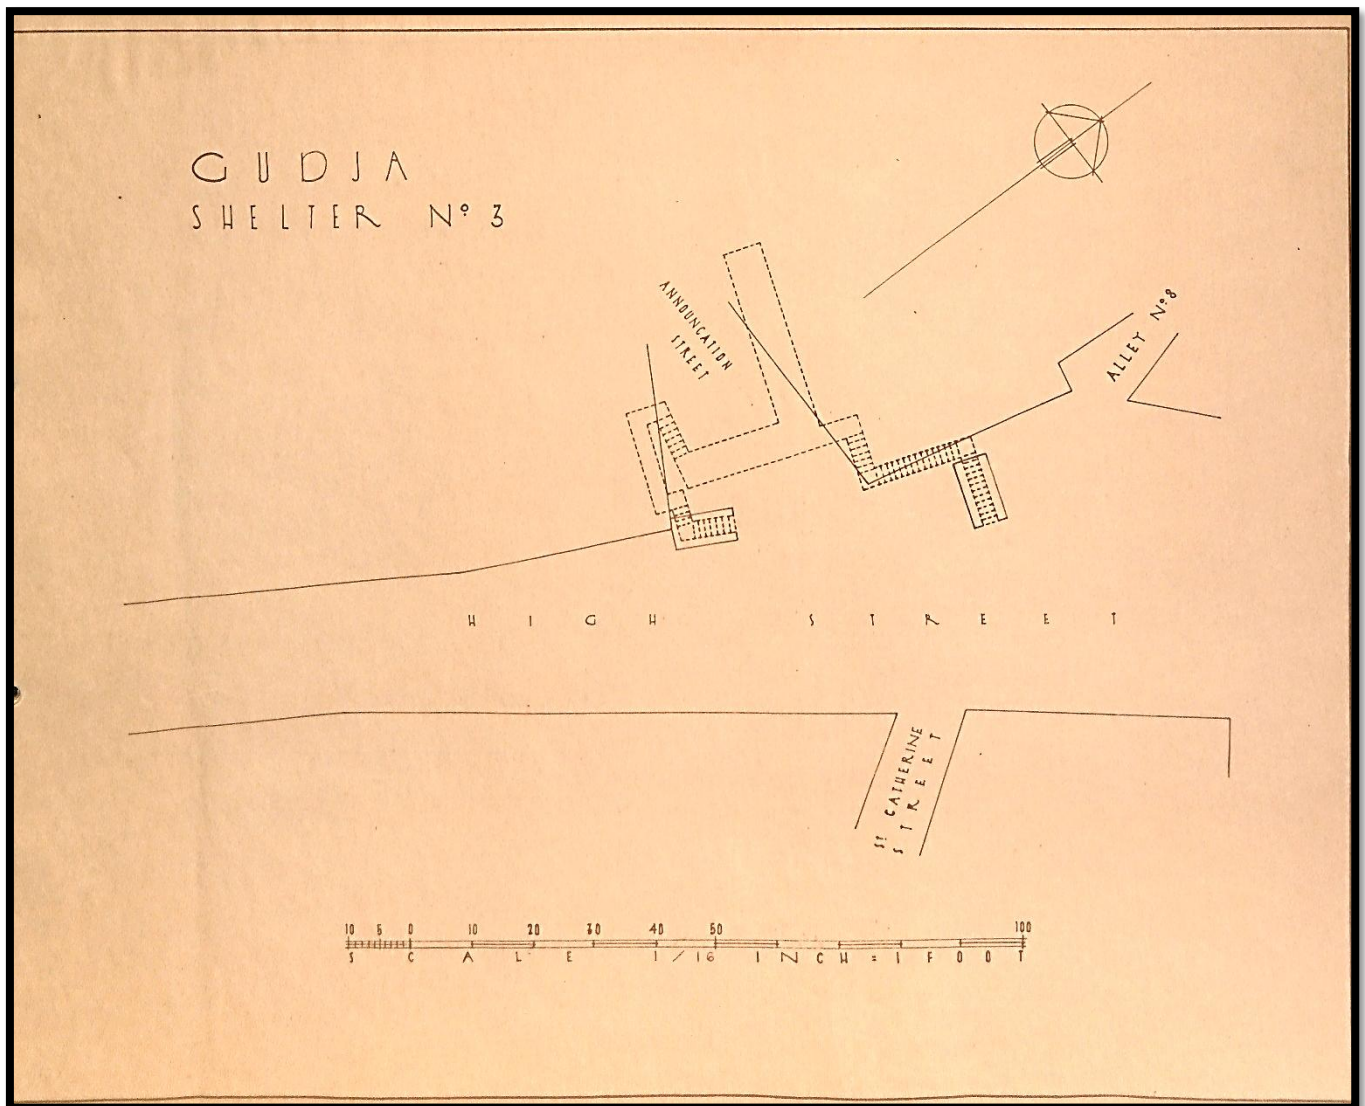 GUDJA
SHELTER Nº 3
ANNOUNCATION
STREET
ALLEY Nº 8
HIGH STREET
ST CATHERINE
STREET
10 5 0 10 20 30 40 50 100
SCALE 1/16 INCH = 1 FOOT